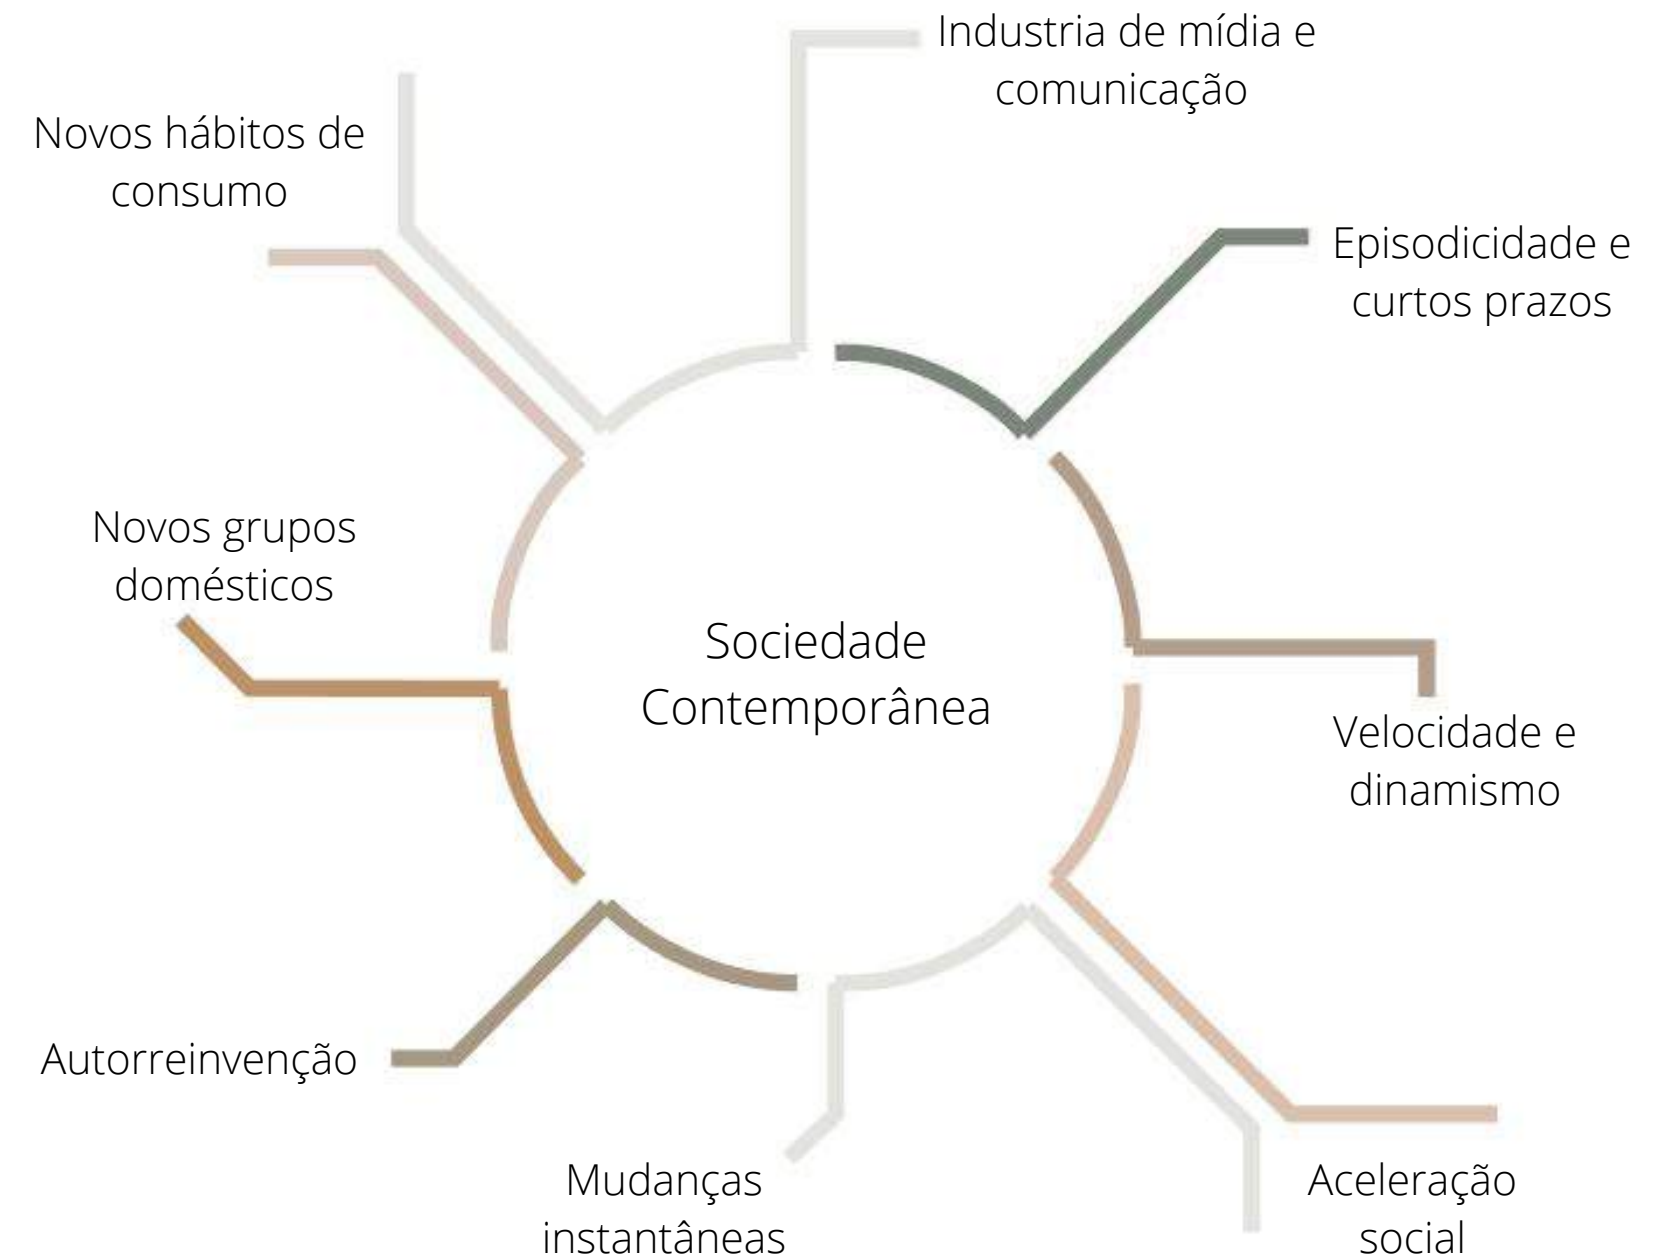 Industria de mídia e
comunicação
Novos hábitos de
consumo
Episodicidade e
curtos prazos
Novos grupos
domésticos
Sociedade
Contemporânea
Velocidade e
dinamismo
Autorreinvenção
Mudanças
instantâneas
Aceleração
social